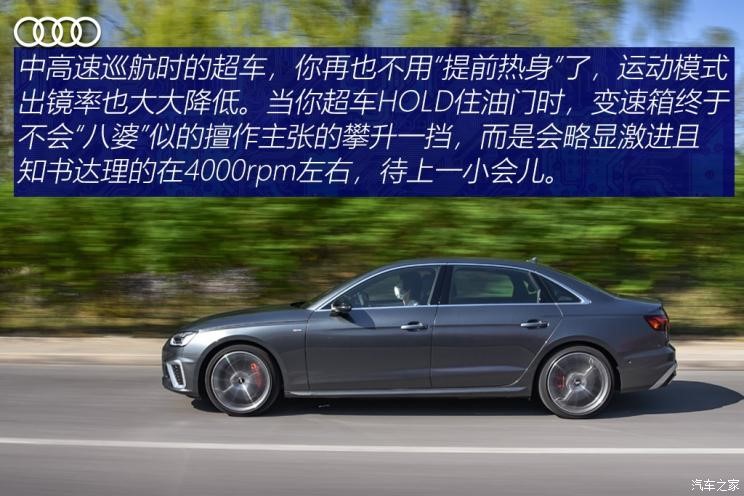 中高速巡航时的超车，你再也不用“提前热身”了，运动模式
出镜率也大大降低。当你超车HOLD住油门时，变速箱终于
不会“八婆”似的擅作主张的攀升一挡，而是会略显激进且
知书达理的在4000rpm左右，待上一小会儿。
汽车之家